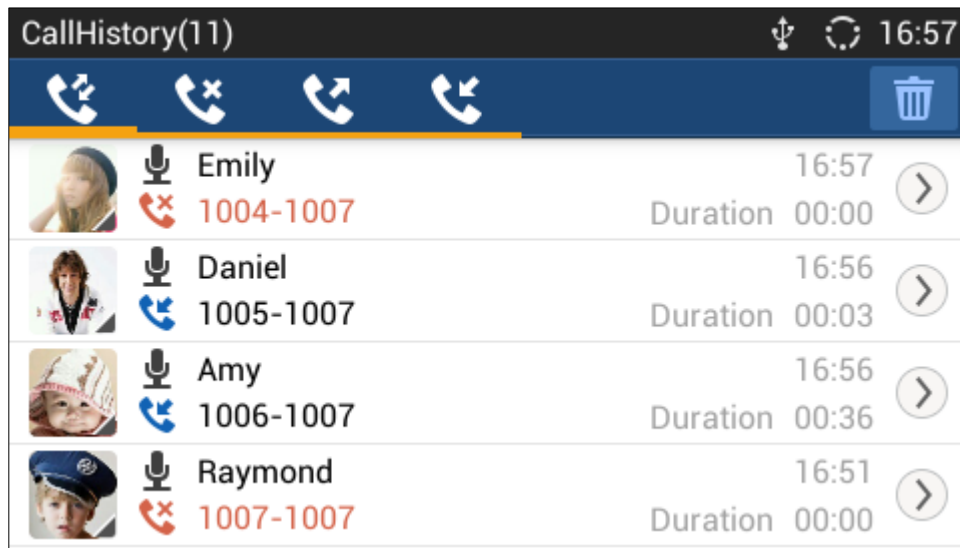 CallHistory(11) 16:57
Emily 16:57
1004-1007 Duration 00:00
Daniel 16:56
1005-1007 Duration 00:03
Amy 16:56
1006-1007 Duration 00:36
Raymond 16:51
1007-1007 Duration 00:00